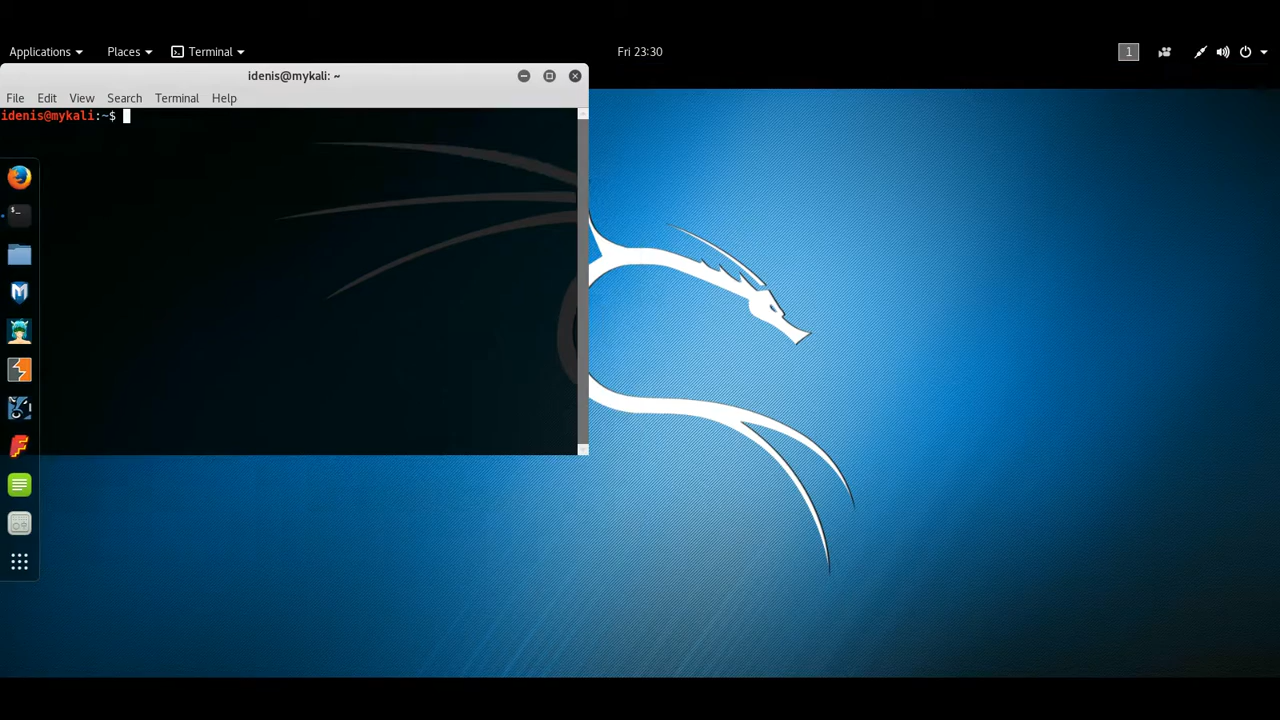 Applications Places Terminal Fri 23:30 1
idenis@mykali: ~
File Edit View Search Terminal Help
idenis@mykali:~$